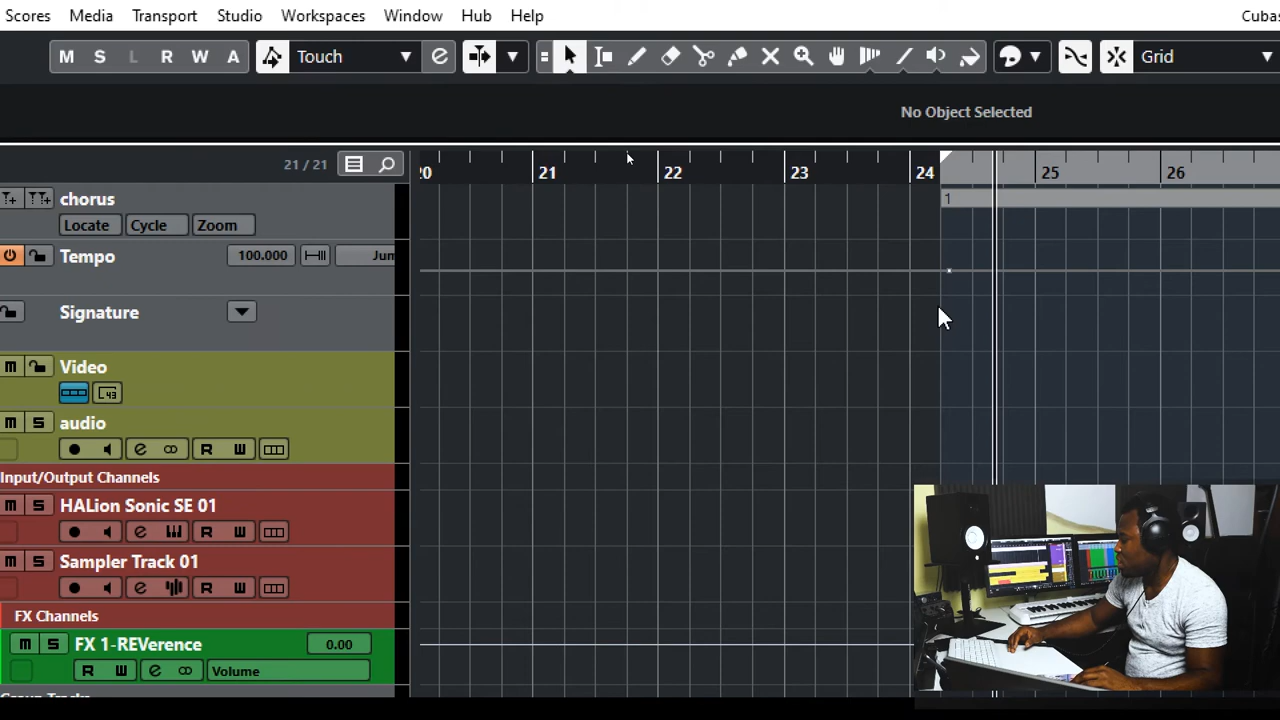 Scores Media Transport Studio Workspaces Window Hub Help Cubas
M S L R W A Touch e Grid
No Object Selected
21 / 21
20 21 22 23 24 25 26
chorus
1
Locate Cycle Zoom
Tempo 100.000 Jum
Signature
Video
audio
R W
Input/Output Channels
M S HALion Sonic SE 01
R W
M S Sampler Track 01
R W
FX Channels
M S FX 1-REVerence 0.00
R W Volume